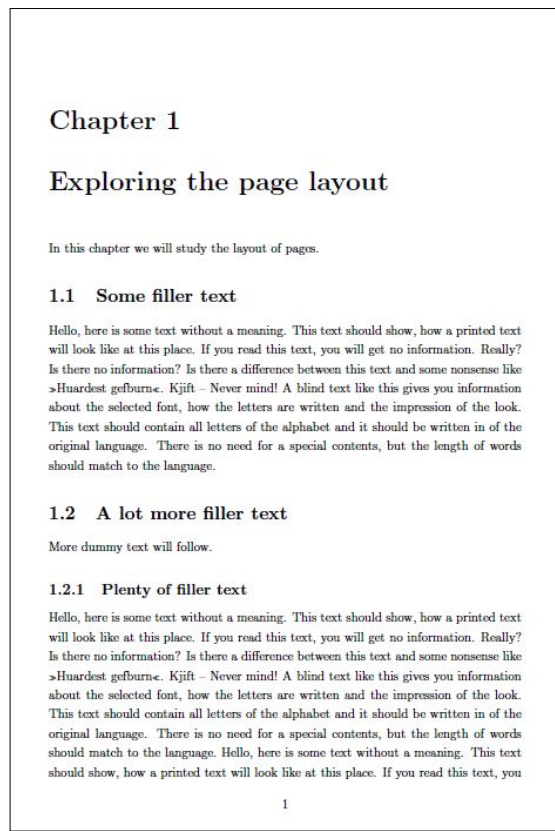 Chapter 1
Exploring the page layout
In this chapter we will study the layout of pages.
1.1 Some filler text
Hello, here is some text without a meaning. This text should show, how a printed text
will look like at this place. If you read this text, you will get no information. Really?
Is there no information? Is there a difference between this text and some nonsense like
»Huardest gefburn«. Kjift – Never mind! A blind text like this gives you information
about the selected font, how the letters are written and the impression of the look.
This text should contain all letters of the alphabet and it should be written in of the
original language. There is no need for a special contents, but the length of words
should match to the language.
1.2 A lot more filler text
More dummy text will follow.
1.2.1 Plenty of filler text
Hello, here is some text without a meaning. This text should show, how a printed text
will look like at this place. If you read this text, you will get no information. Really?
Is there no information? Is there a difference between this text and some nonsense like
»Huardest gefburn«. Kjift – Never mind! A blind text like this gives you information
about the selected font, how the letters are written and the impression of the look.
This text should contain all letters of the alphabet and it should be written in of the
original language. There is no need for a special contents, but the length of words
should match to the language. Hello, here is some text without a meaning. This text
should show, how a printed text will look like at this place. If you read this text, you
1